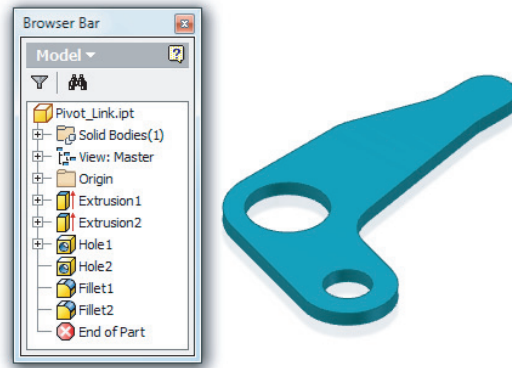 Browser Bar
Model
Pivot_Link.ipt
Solid Bodies(1)
View: Master
Origin
Extrusion1
Extrusion2
Hole1
Hole2
Fillet1
Fillet2
End of Part